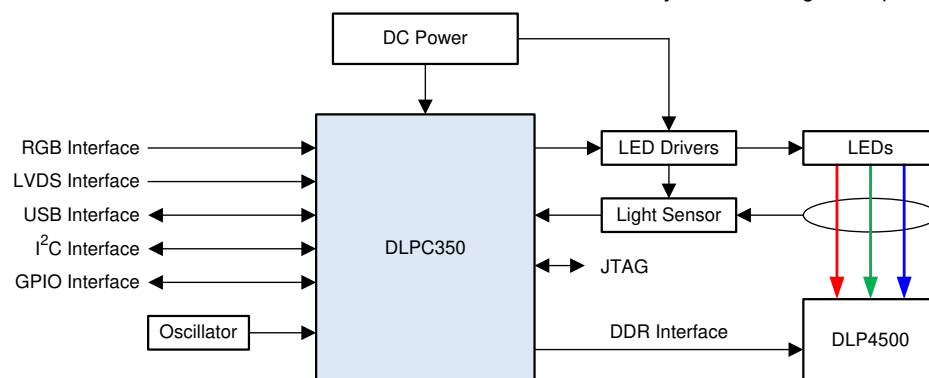 DC Power
RGB Interface
LVDS Interface
USB Interface
I2C Interface
GPIO Interface
Oscillator
DLPC350
LED Drivers
LEDs
Light Sensor
JTAG
DDR Interface
DLP4500